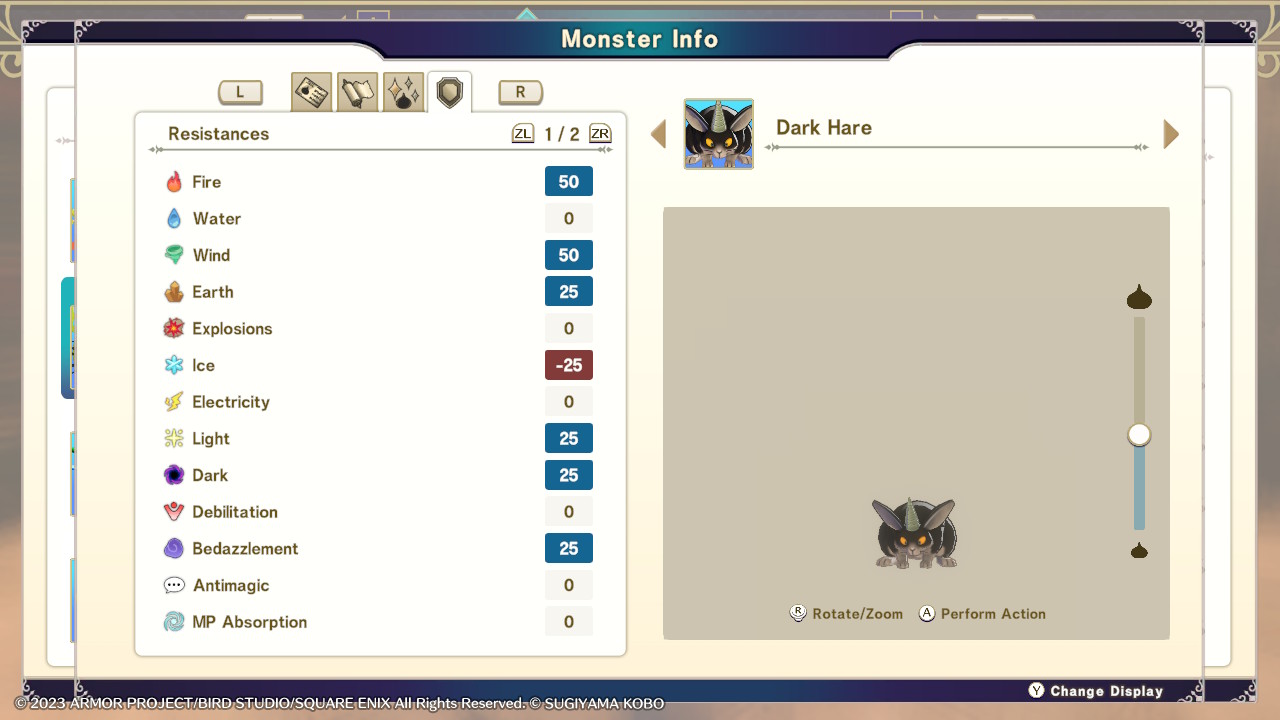 Monster Info
L
R
Resistances
ZL 1 / 2 ZR
Dark Hare
Fire 50
Water 0
Wind 50
Earth 25
Explosions 0
Ice -25
Electricity 0
Light 25
Dark 25
Debilitation 0
Bedazzlement 25
Antimagic 0
MP Absorption 0
R Rotate/Zoom A Perform Action
Y Change Display
© 2023 ARMOR PROJECT/BIRD STUDIO/SQUARE ENIX All Rights Reserved. © SUGIYAMA KOBO